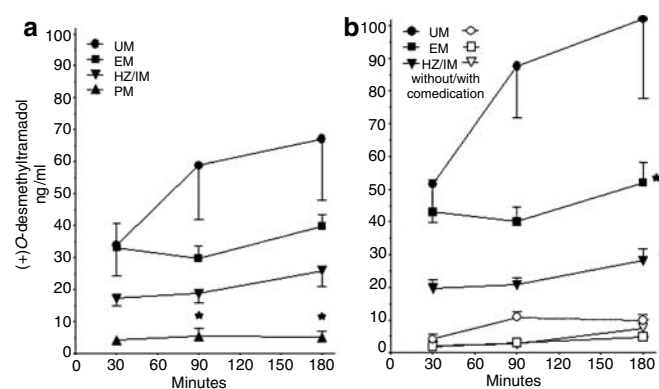 a
100
90
80
70
60
50
40
30
20
10
0
UM
EM
HZ/IM
PM
(+)O-desmethyltramadol
ng/ml
0 30 60 90 120 150 180
Minutes
b
100
90
80
70
60
50
40
30
20
10
0
UM
EM
HZ/IM
without/with
comedication
0 30 60 90 120 150 180
Minutes